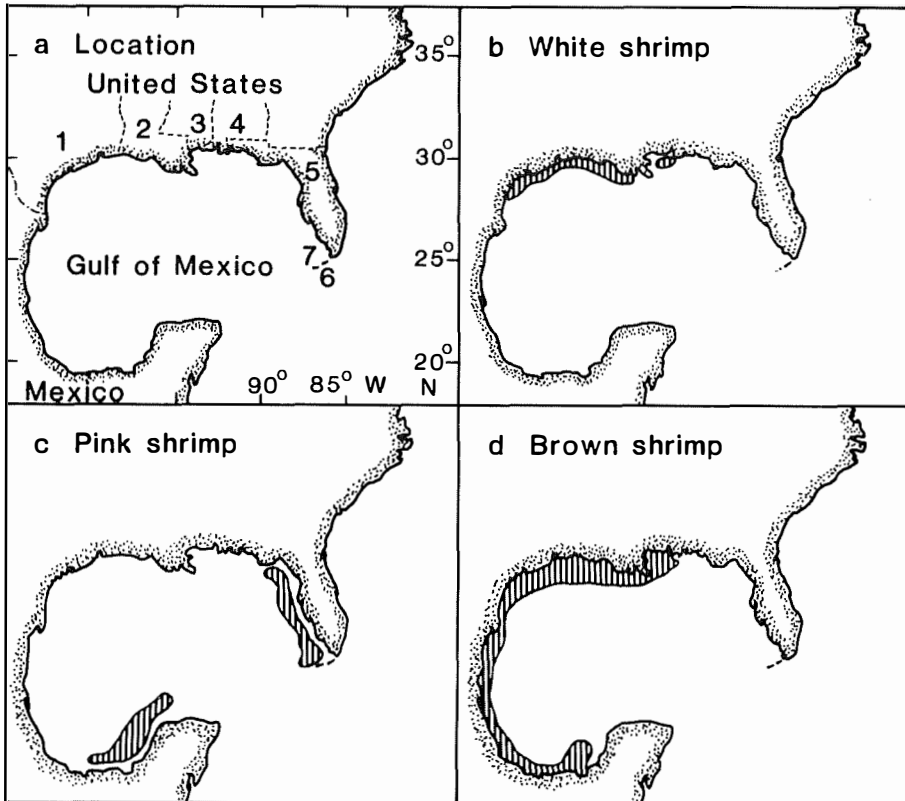 a Location
United States
1
2
3
4
5
7
6
Gulf of Mexico
Mexico
90° 85° W N
35°
30°
25°
20°
b White shrimp
c Pink shrimp
d Brown shrimp